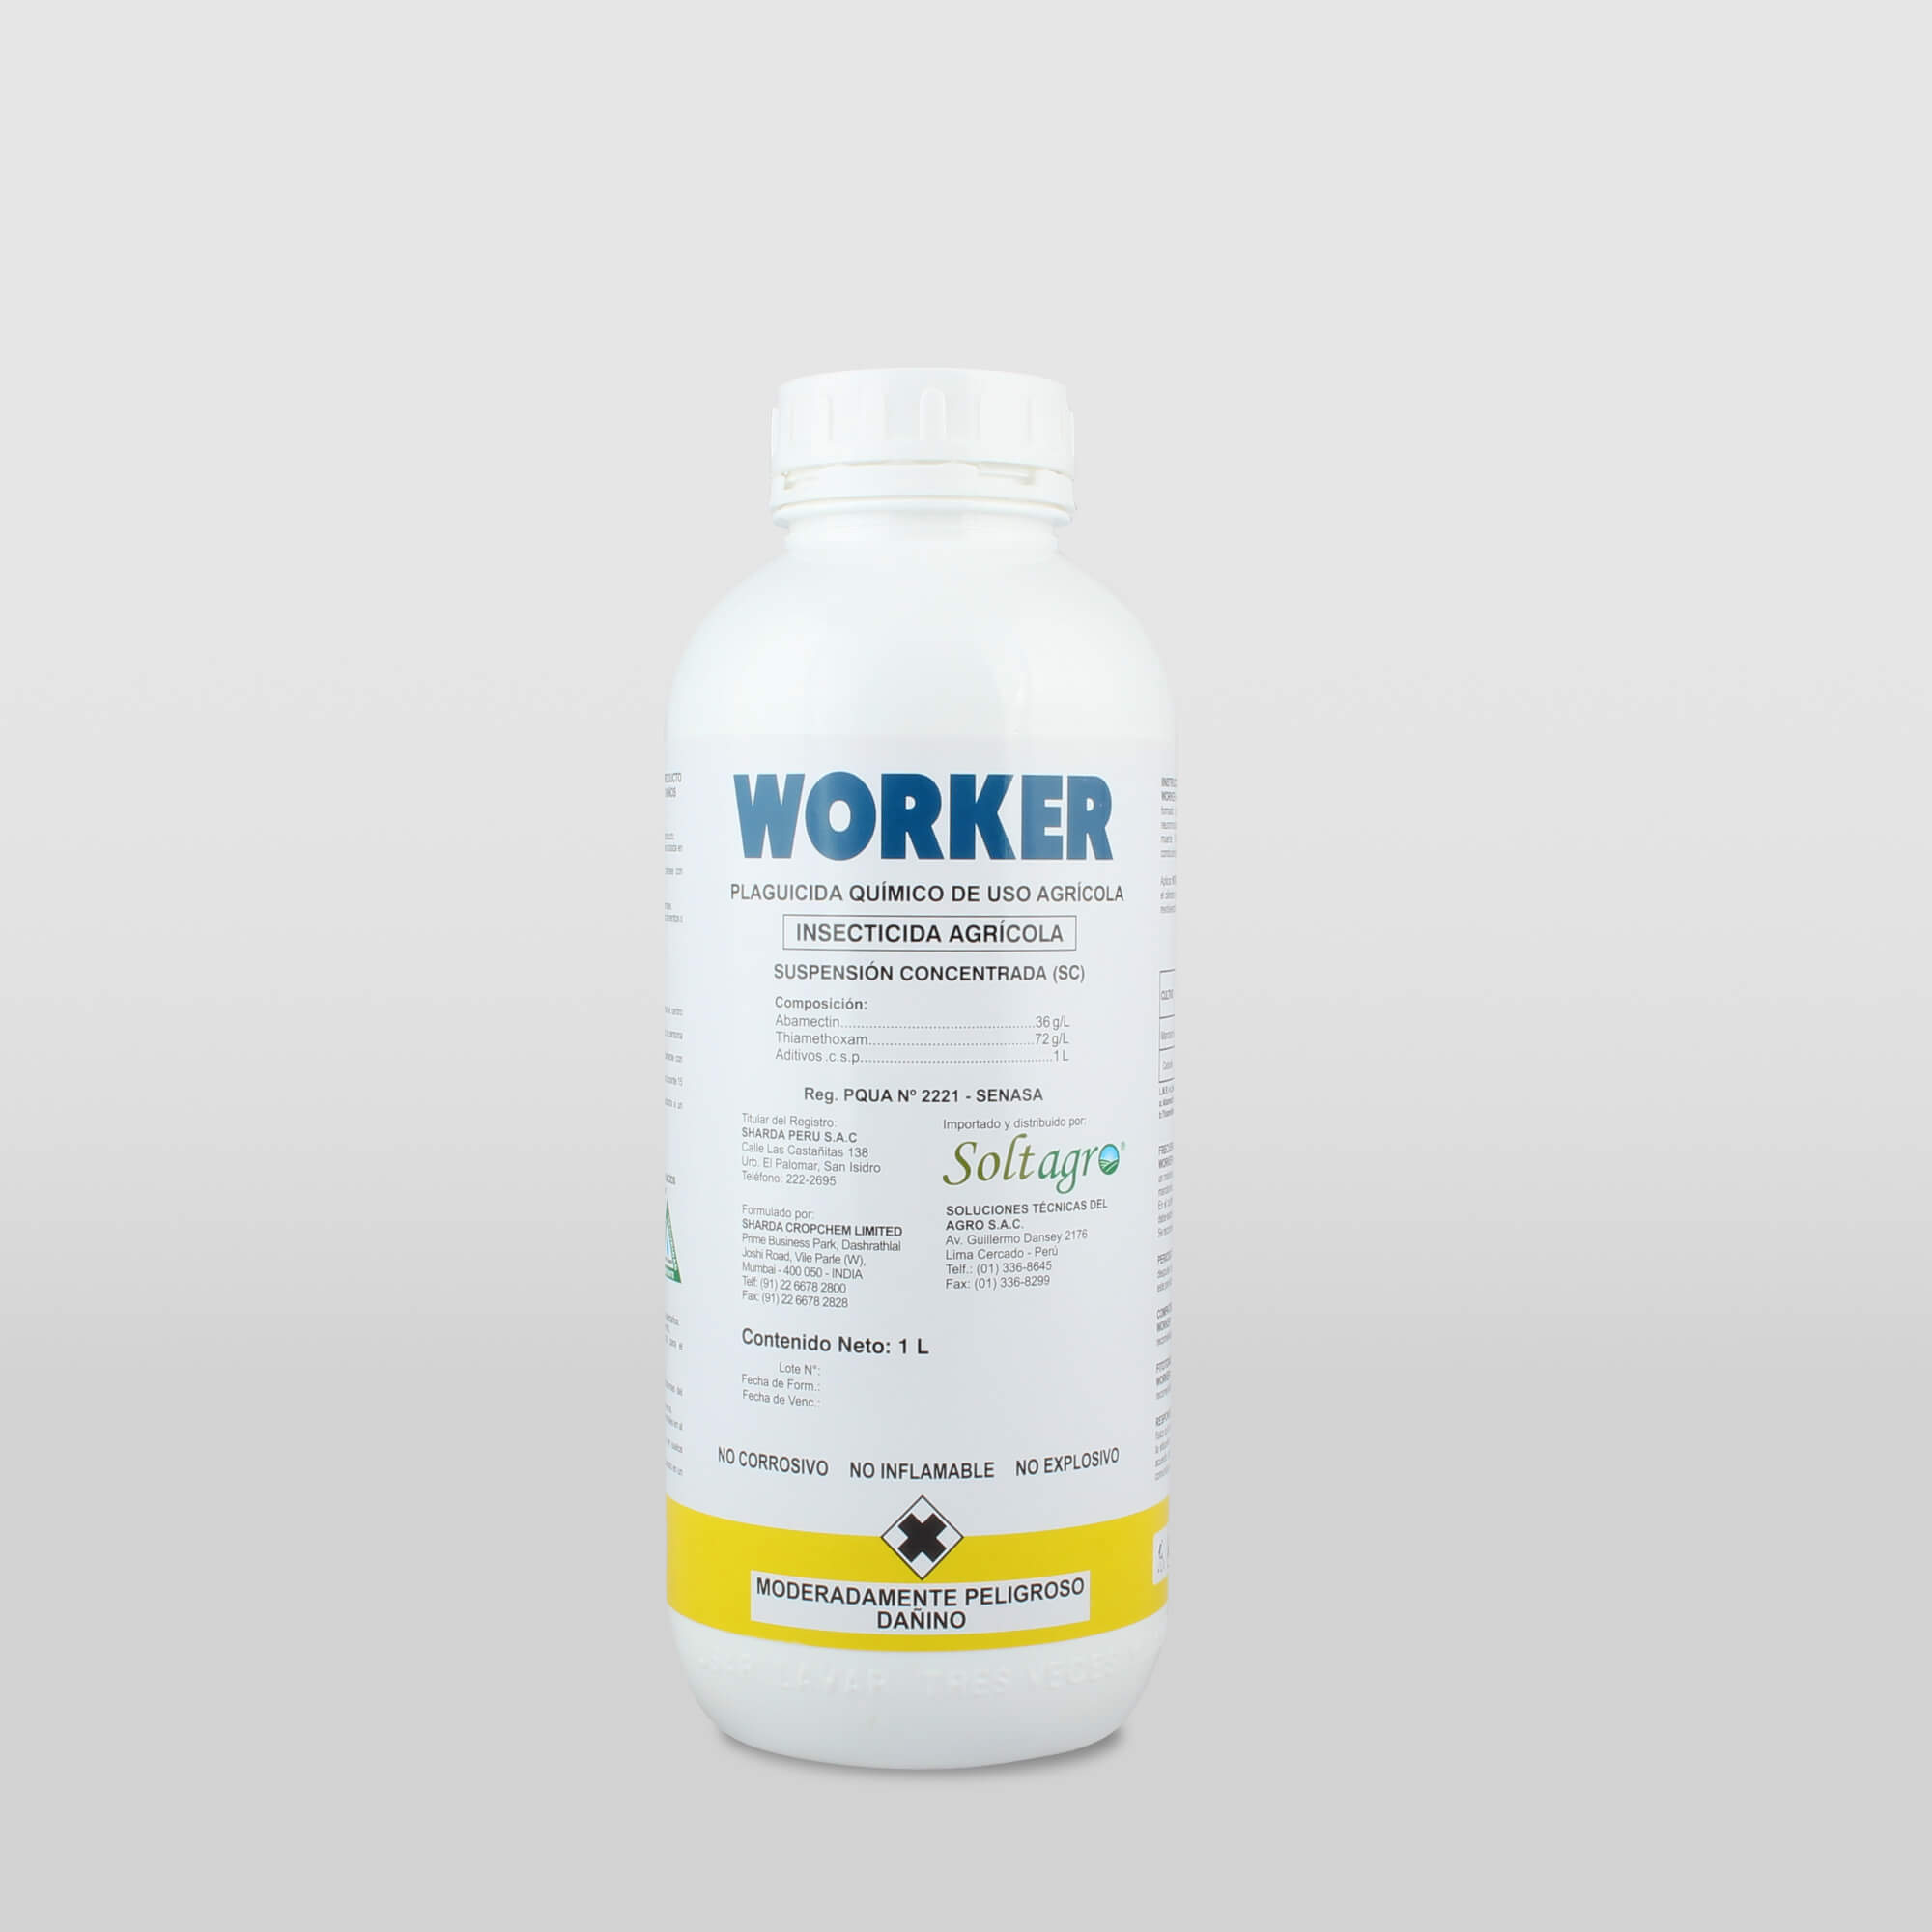 WORKER
PLAGUICIDA QUÍMICO DE USO AGRÍCOLA
INSECTICIDA AGRÍCOLA
SUSPENSIÓN CONCENTRADA (SC)
Composición:
Abamectin................................................36 g/L
Thiamethoxam.........................................72 g/L
Aditivos .c.s.p................................................1 L
Reg. PQUA Nº 2221 - SENASA
Titular del Registro:
SHARDA PERU S.A.C
Calle Las Castañitas 138
Urb. El Palomar, San Isidro
Teléfono: 222-2695
Formulado por:
SHARDA CROPCHEM LIMITED
Prime Business Park, Dashrathlal
Joshi Road, Vile Parle (W),
Mumbai - 400 050 - INDIA
Telf: (91) 22 6678 2800
Fax: (91) 22 6678 2828
Importado y distribuido por:
Soltagro®
SOLUCIONES TÉCNICAS DEL
AGRO S.A.C.
Av. Guillermo Dansey 2176
Lima Cercado - Perú
Telf.: (01) 336-8645
Fax: (01) 336-8299
Contenido Neto: 1 L
Lote N°:
Fecha de Form.:
Fecha de Venc.:
NO CORROSIVO NO INFLAMABLE NO EXPLOSIVO
MODERADAMENTE PELIGROSO
DAÑINO
LAVAR TRES VECES